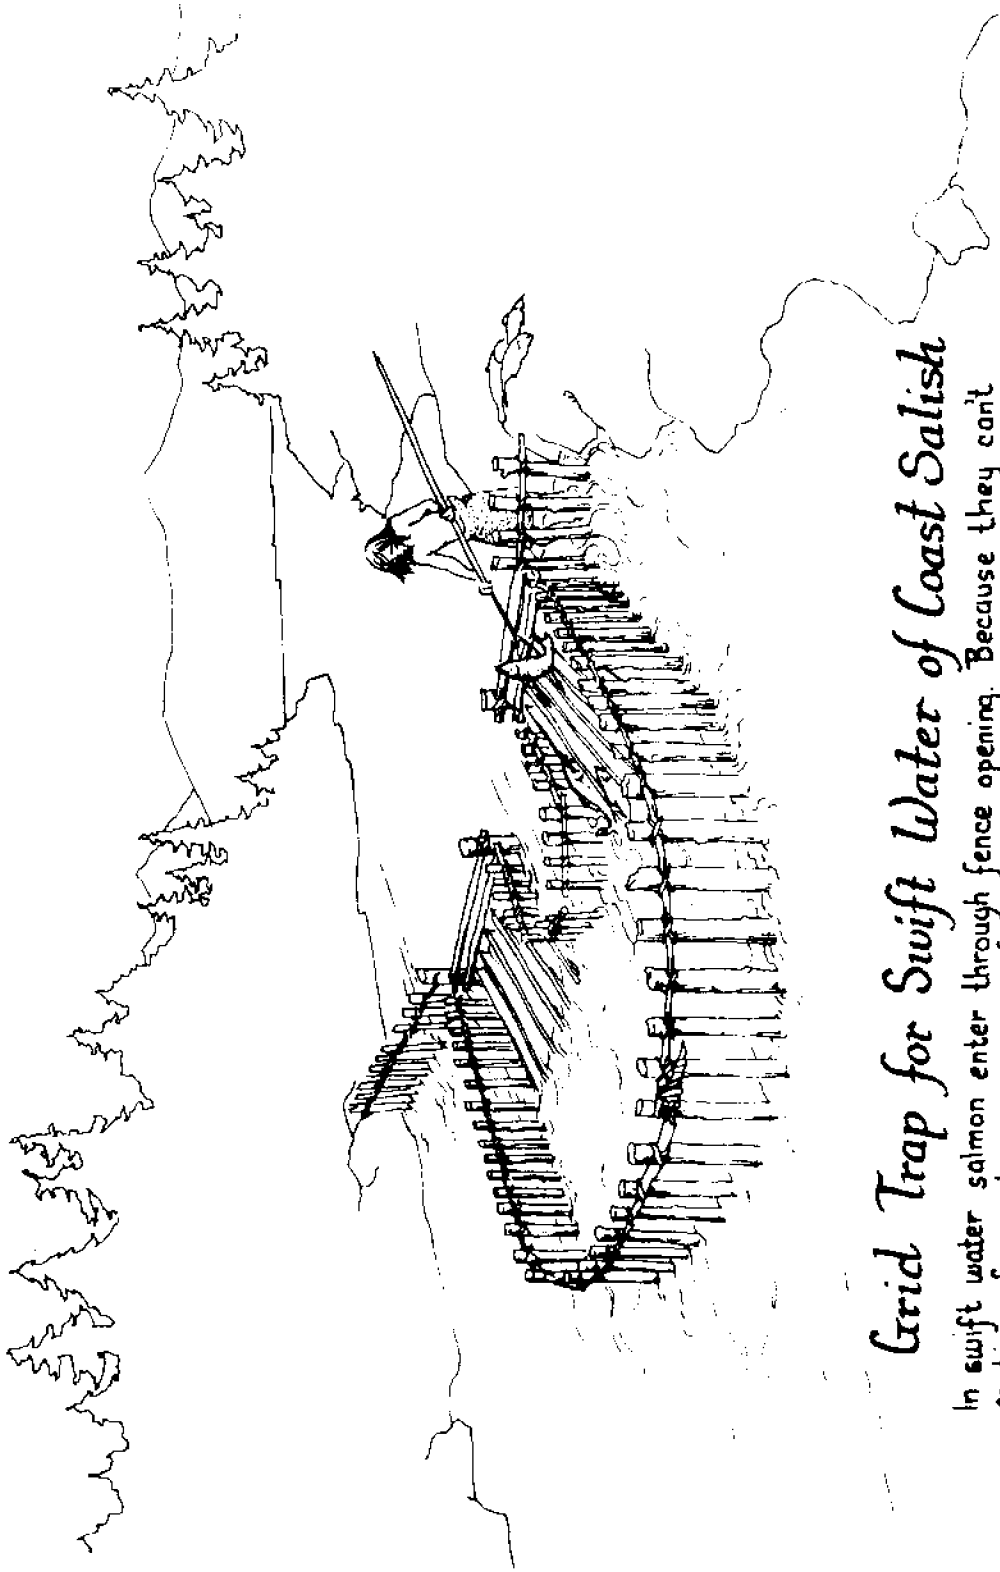 Grid Trap for Swift Water of Coast Salish
In swift water salmon enter through fence opening. Because they can't